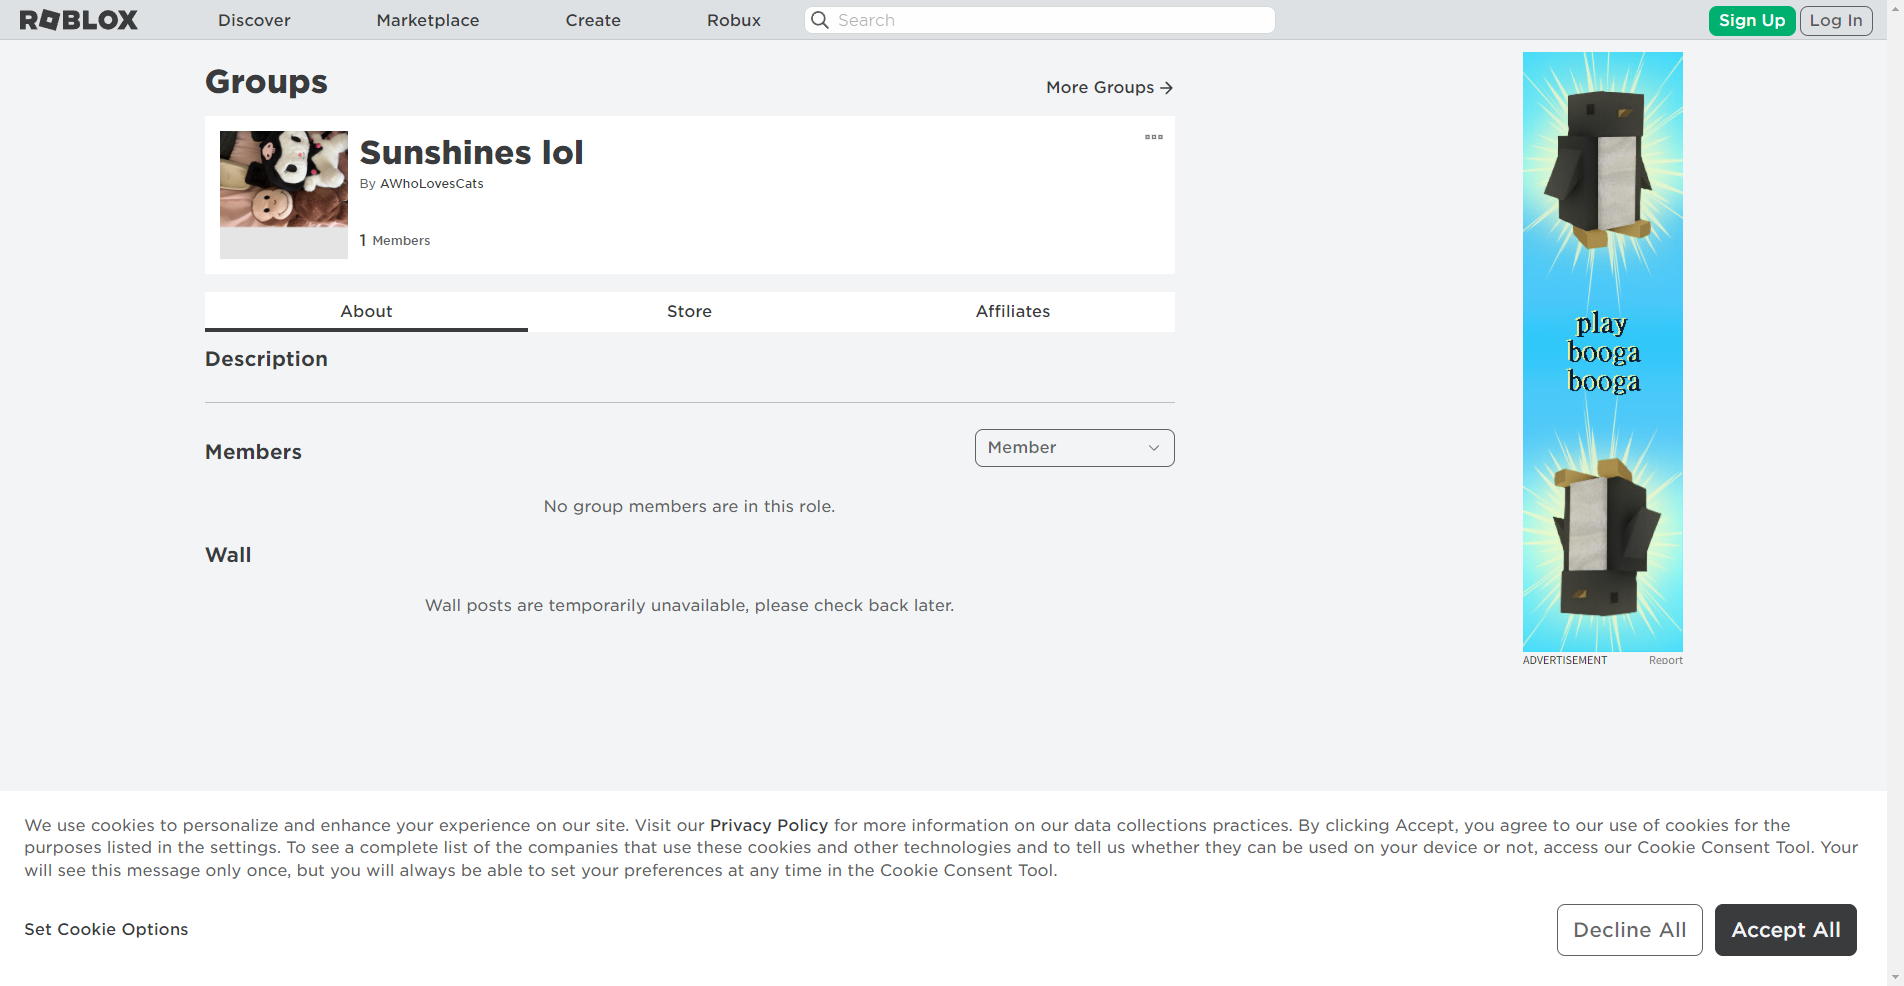 ROBLOX
Discover
Marketplace
Create
Robux
Search
Sign Up
Log In
Groups
More Groups
Sunshines lol
By AWhoLovesCats
1 Members
About
Store
Affiliates
Description
Members
Member
No group members are in this role.
Wall
Wall posts are temporarily unavailable, please check back later.
play
booga
booga
ADVERTISEMENT
Report
We use cookies to personalize and enhance your experience on our site. Visit our Privacy Policy for more information on our data collections practices. By clicking Accept, you agree to our use of cookies for the
purposes listed in the settings. To see a complete list of the companies that use these cookies and other technologies and to tell us whether they can be used on your device or not, access our Cookie Consent Tool. Your
will see this message only once, but you will always be able to set your preferences at any time in the Cookie Consent Tool.
Set Cookie Options
Decline All
Accept All